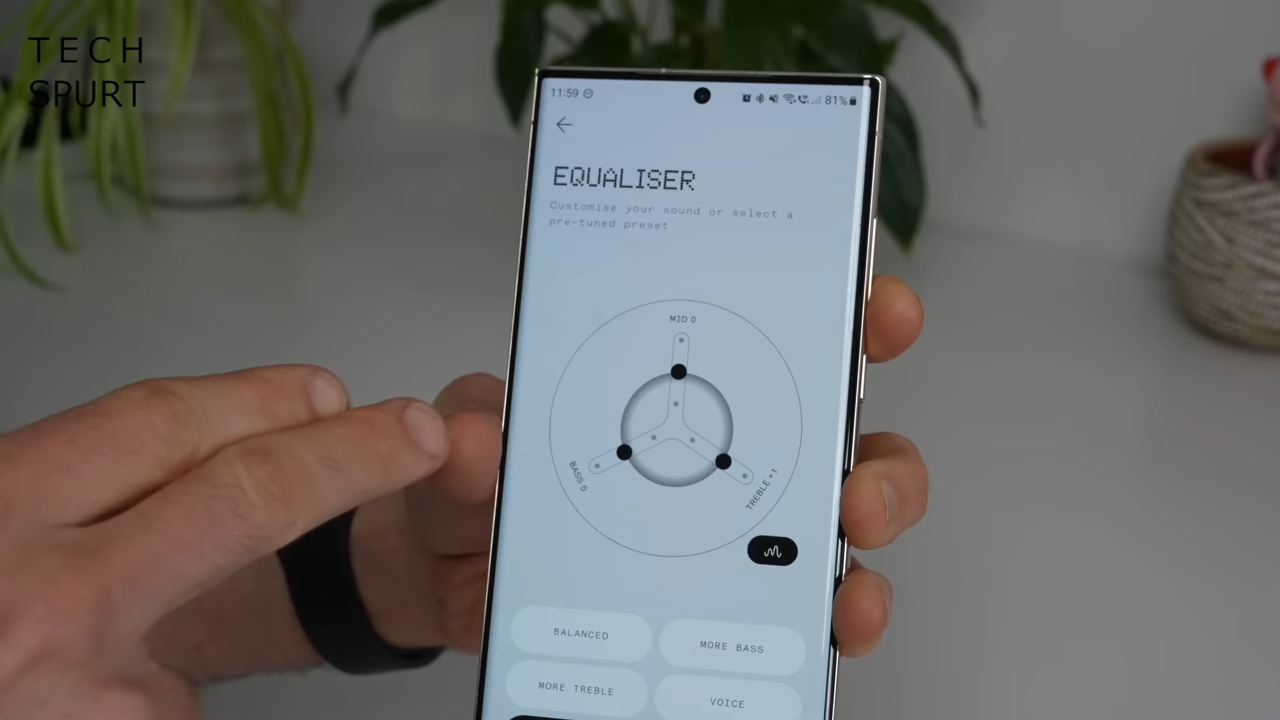 TECH
SPURT
11:59
81%
EQUALISER
Customise your sound or select a
pre-tuned preset
MID 0
BASS 0
TREBLE +1
BALANCED
MORE BASS
MORE TREBLE
VOICE